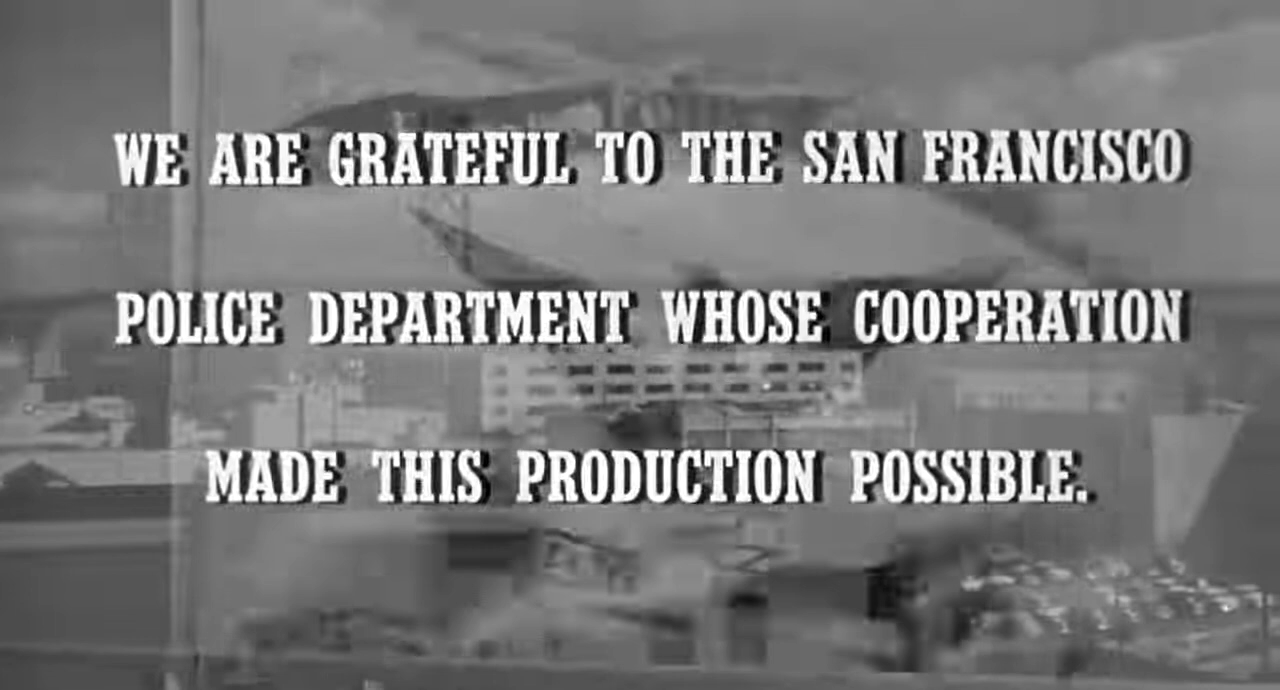 WE ARE GRATEFUL TO THE SAN FRANCISCO
POLICE DEPARTMENT WHOSE COOPERATION
MADE THIS PRODUCTION POSSIBLE.